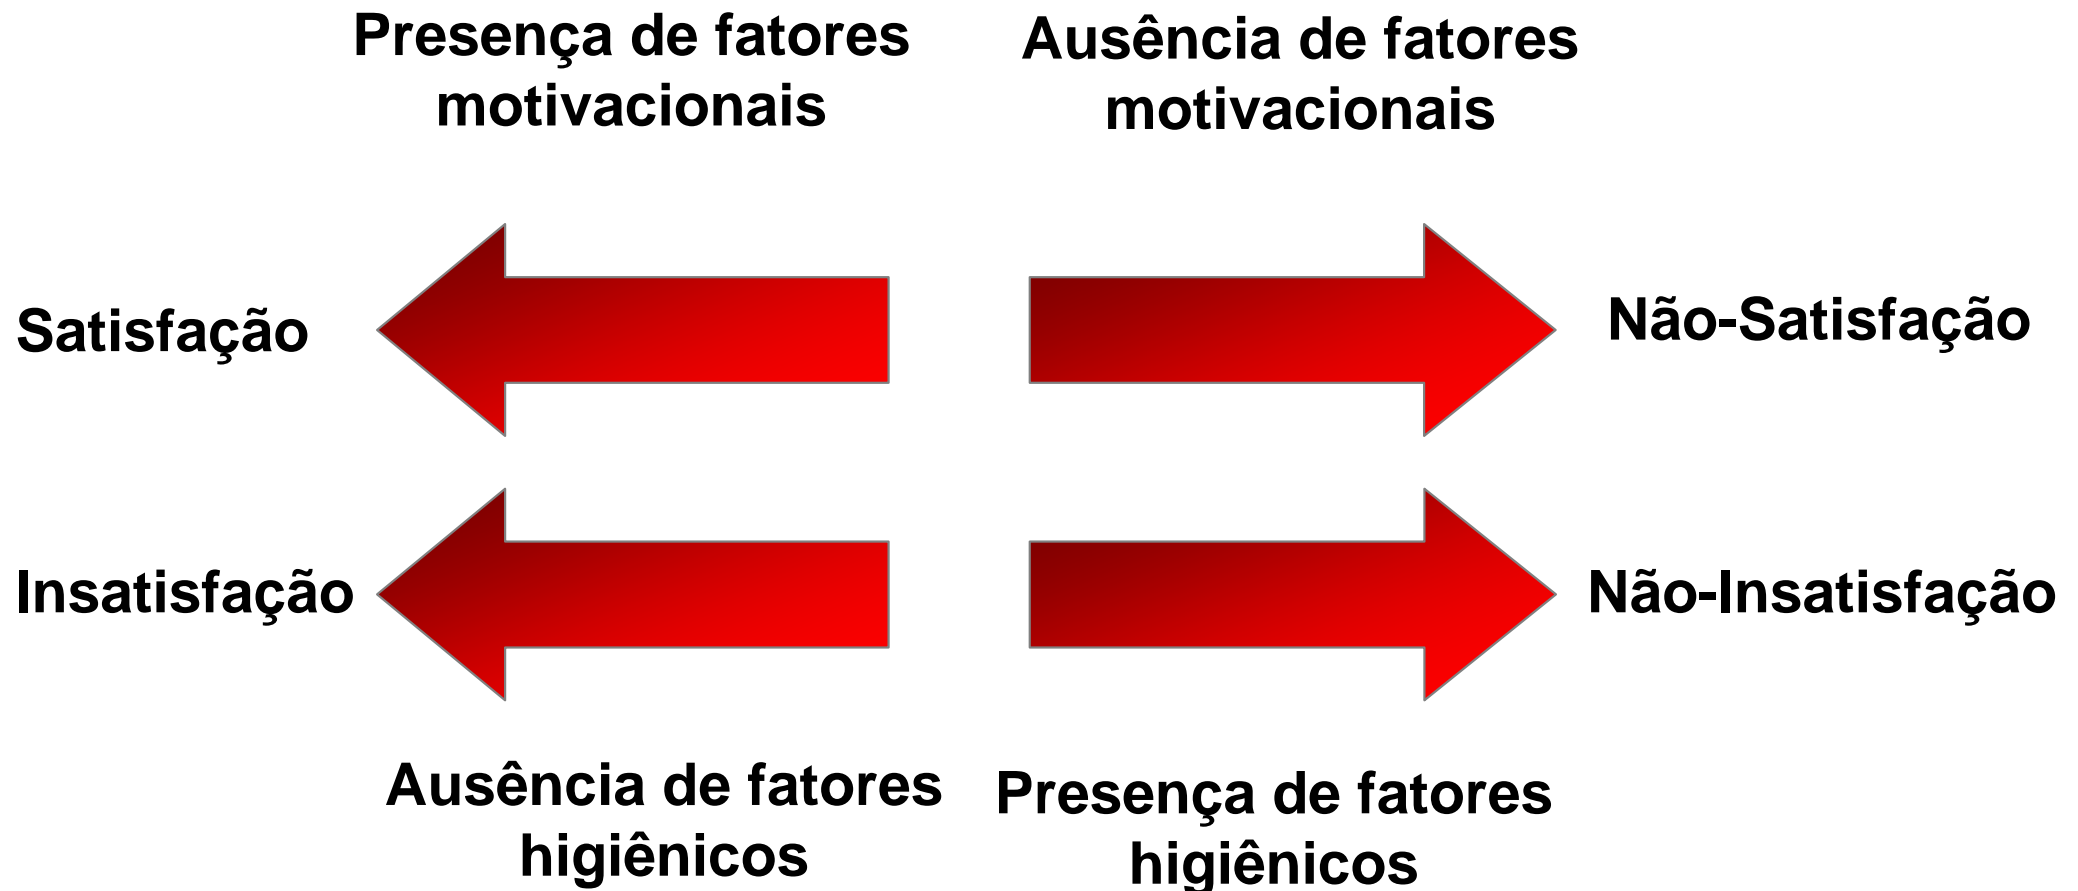 Presença de fatores
motivacionais
Ausência de fatores
motivacionais
Satisfação
Não-Satisfação
Insatisfação
Não-Insatisfação
Ausência de fatores
higiênicos
Presença de fatores
higiênicos